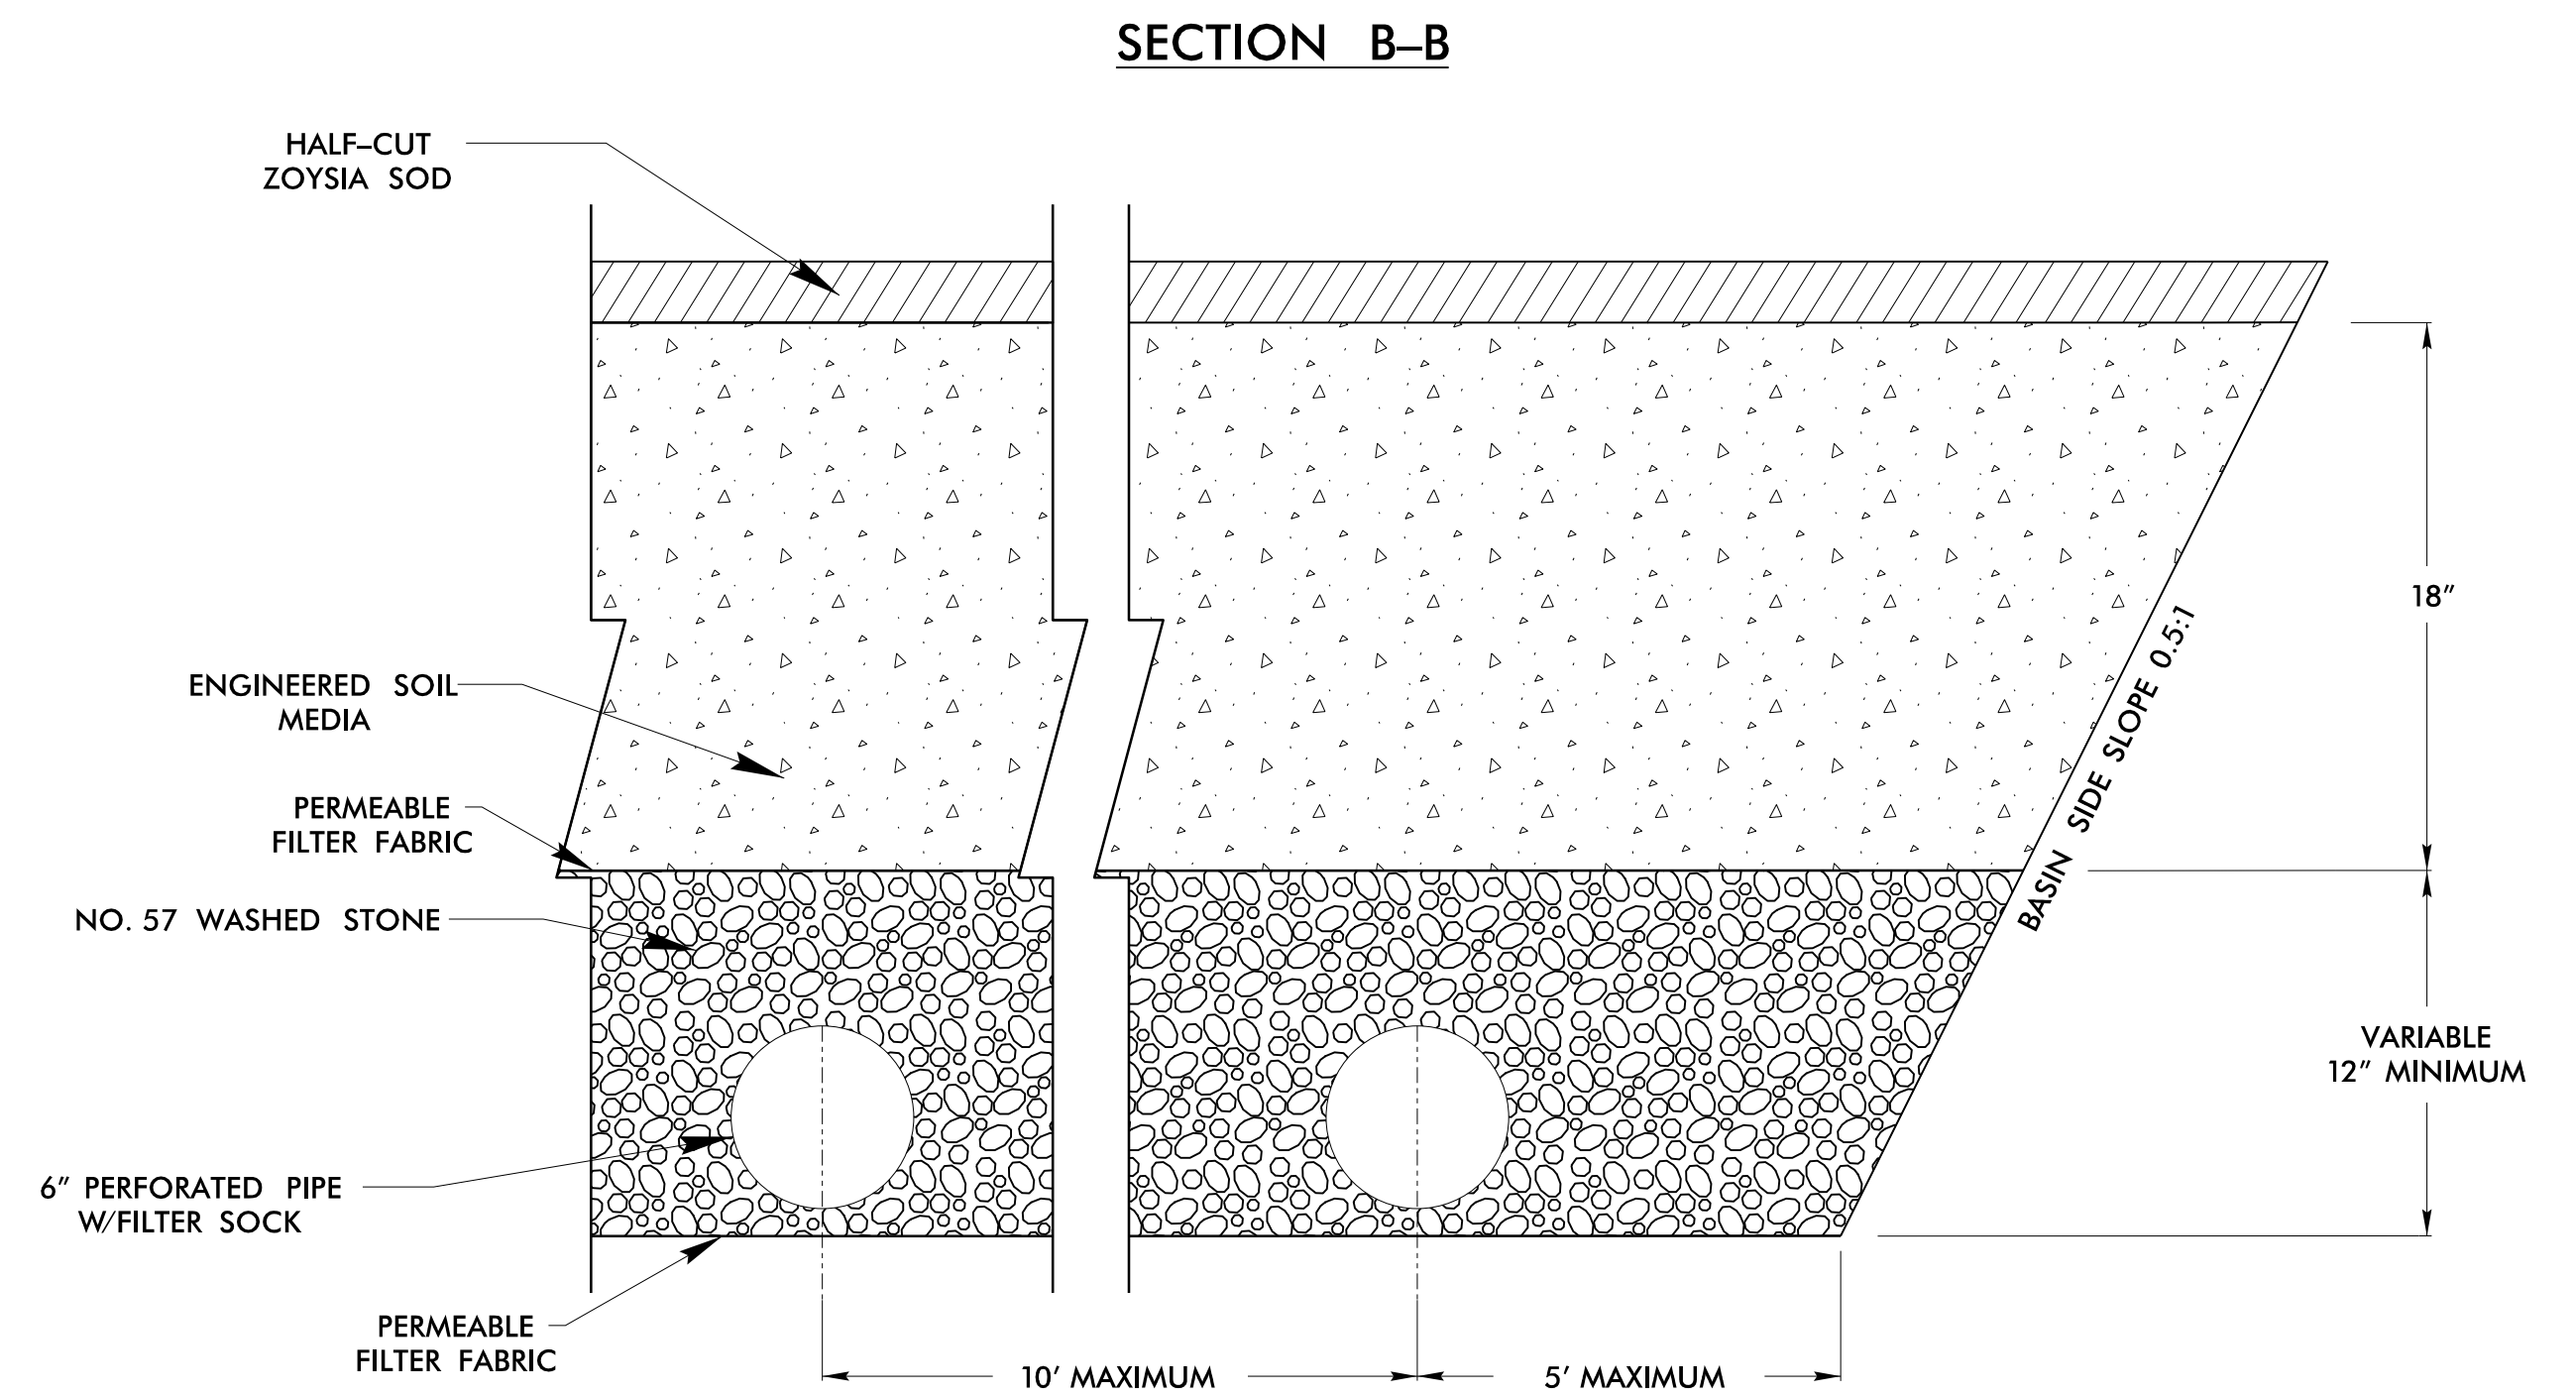 SECTION B–B
HALF–CUT
ZOYSIA SOD
ENGINEERED SOIL
MEDIA
PERMEABLE
FILTER FABRIC
NO. 57 WASHED STONE
6″ PERFORATED PIPE
W/FILTER SOCK
PERMEABLE
FILTER FABRIC
10′ MAXIMUM
5′ MAXIMUM
BASIN SIDE SLOPE 0.5:1
18″
VARIABLE
12″ MINIMUM